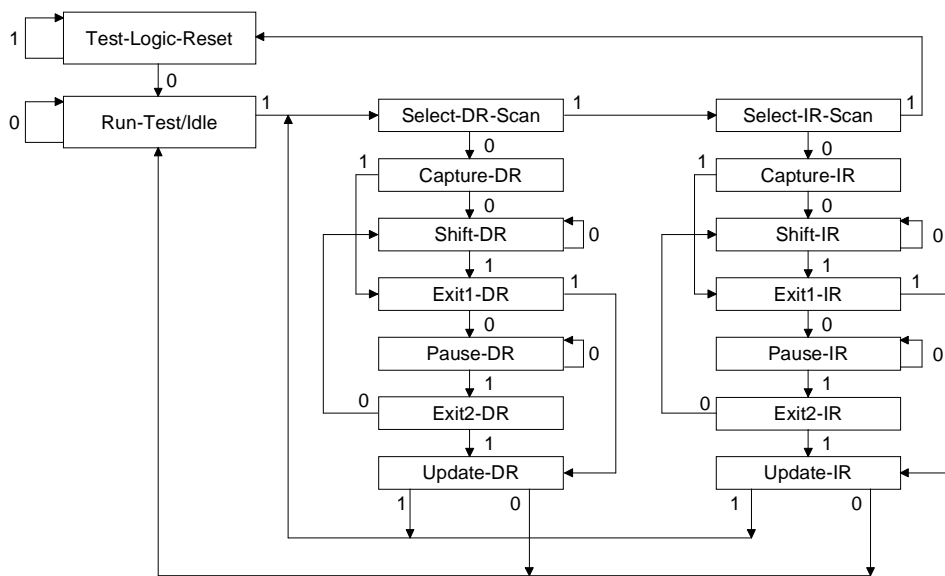 1
Test-Logic-Reset
0
0
Run-Test/Idle
1
Select-DR-Scan
1
Select-IR-Scan
1
0
0
1
Capture-DR
1
Capture-IR
0
0
Shift-DR
0
Shift-IR
0
1
1
Exit1-DR
1
Exit1-IR
1
0
0
Pause-DR
0
Pause-IR
0
1
1
0
Exit2-DR
0
Exit2-IR
1
1
Update-DR
Update-IR
1
0
1
0